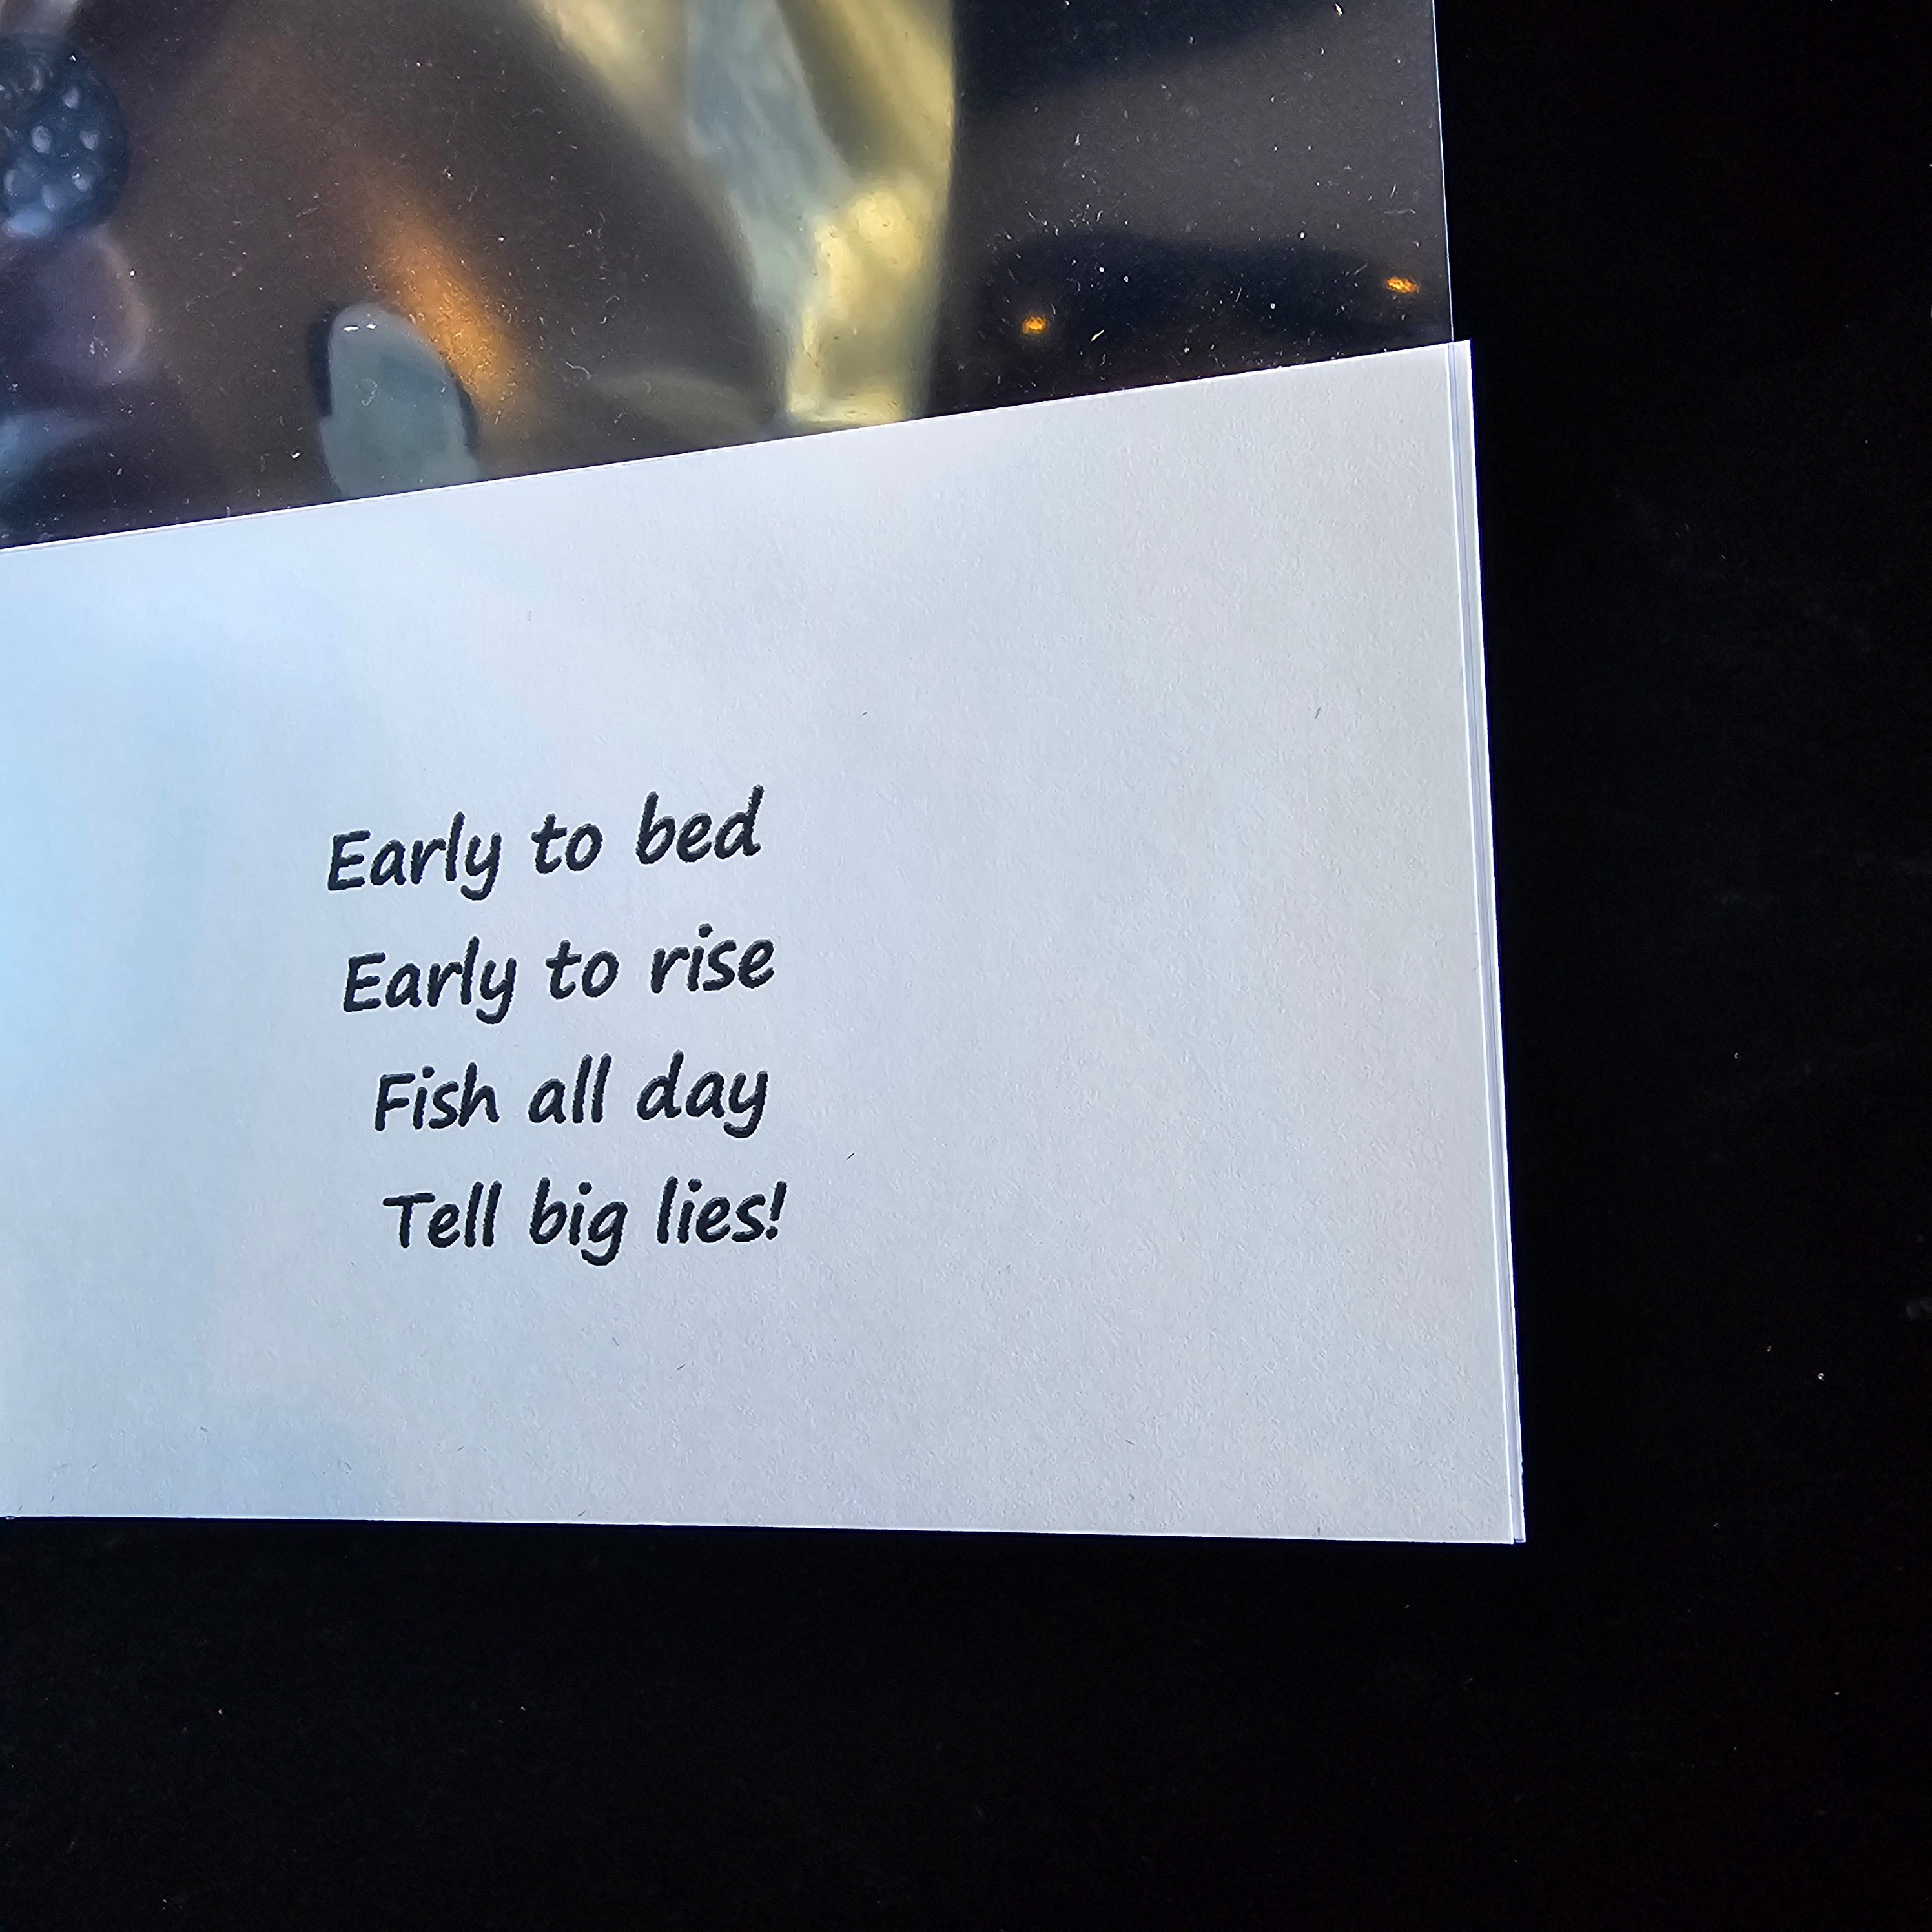 Early to bed
Early to rise
Fish all day
Tell big lies!